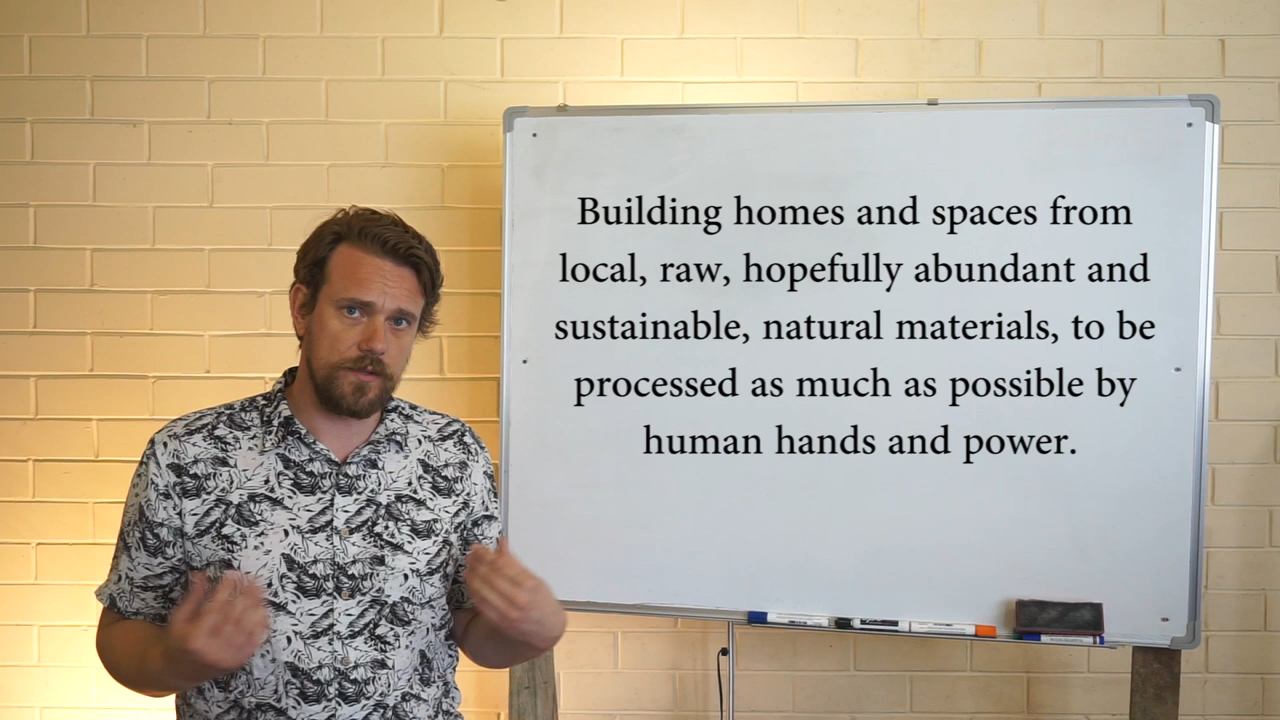 Building homes and spaces from
local, raw, hopefully abundant and
sustainable, natural materials, to be
processed as much as possible by
human hands and power.